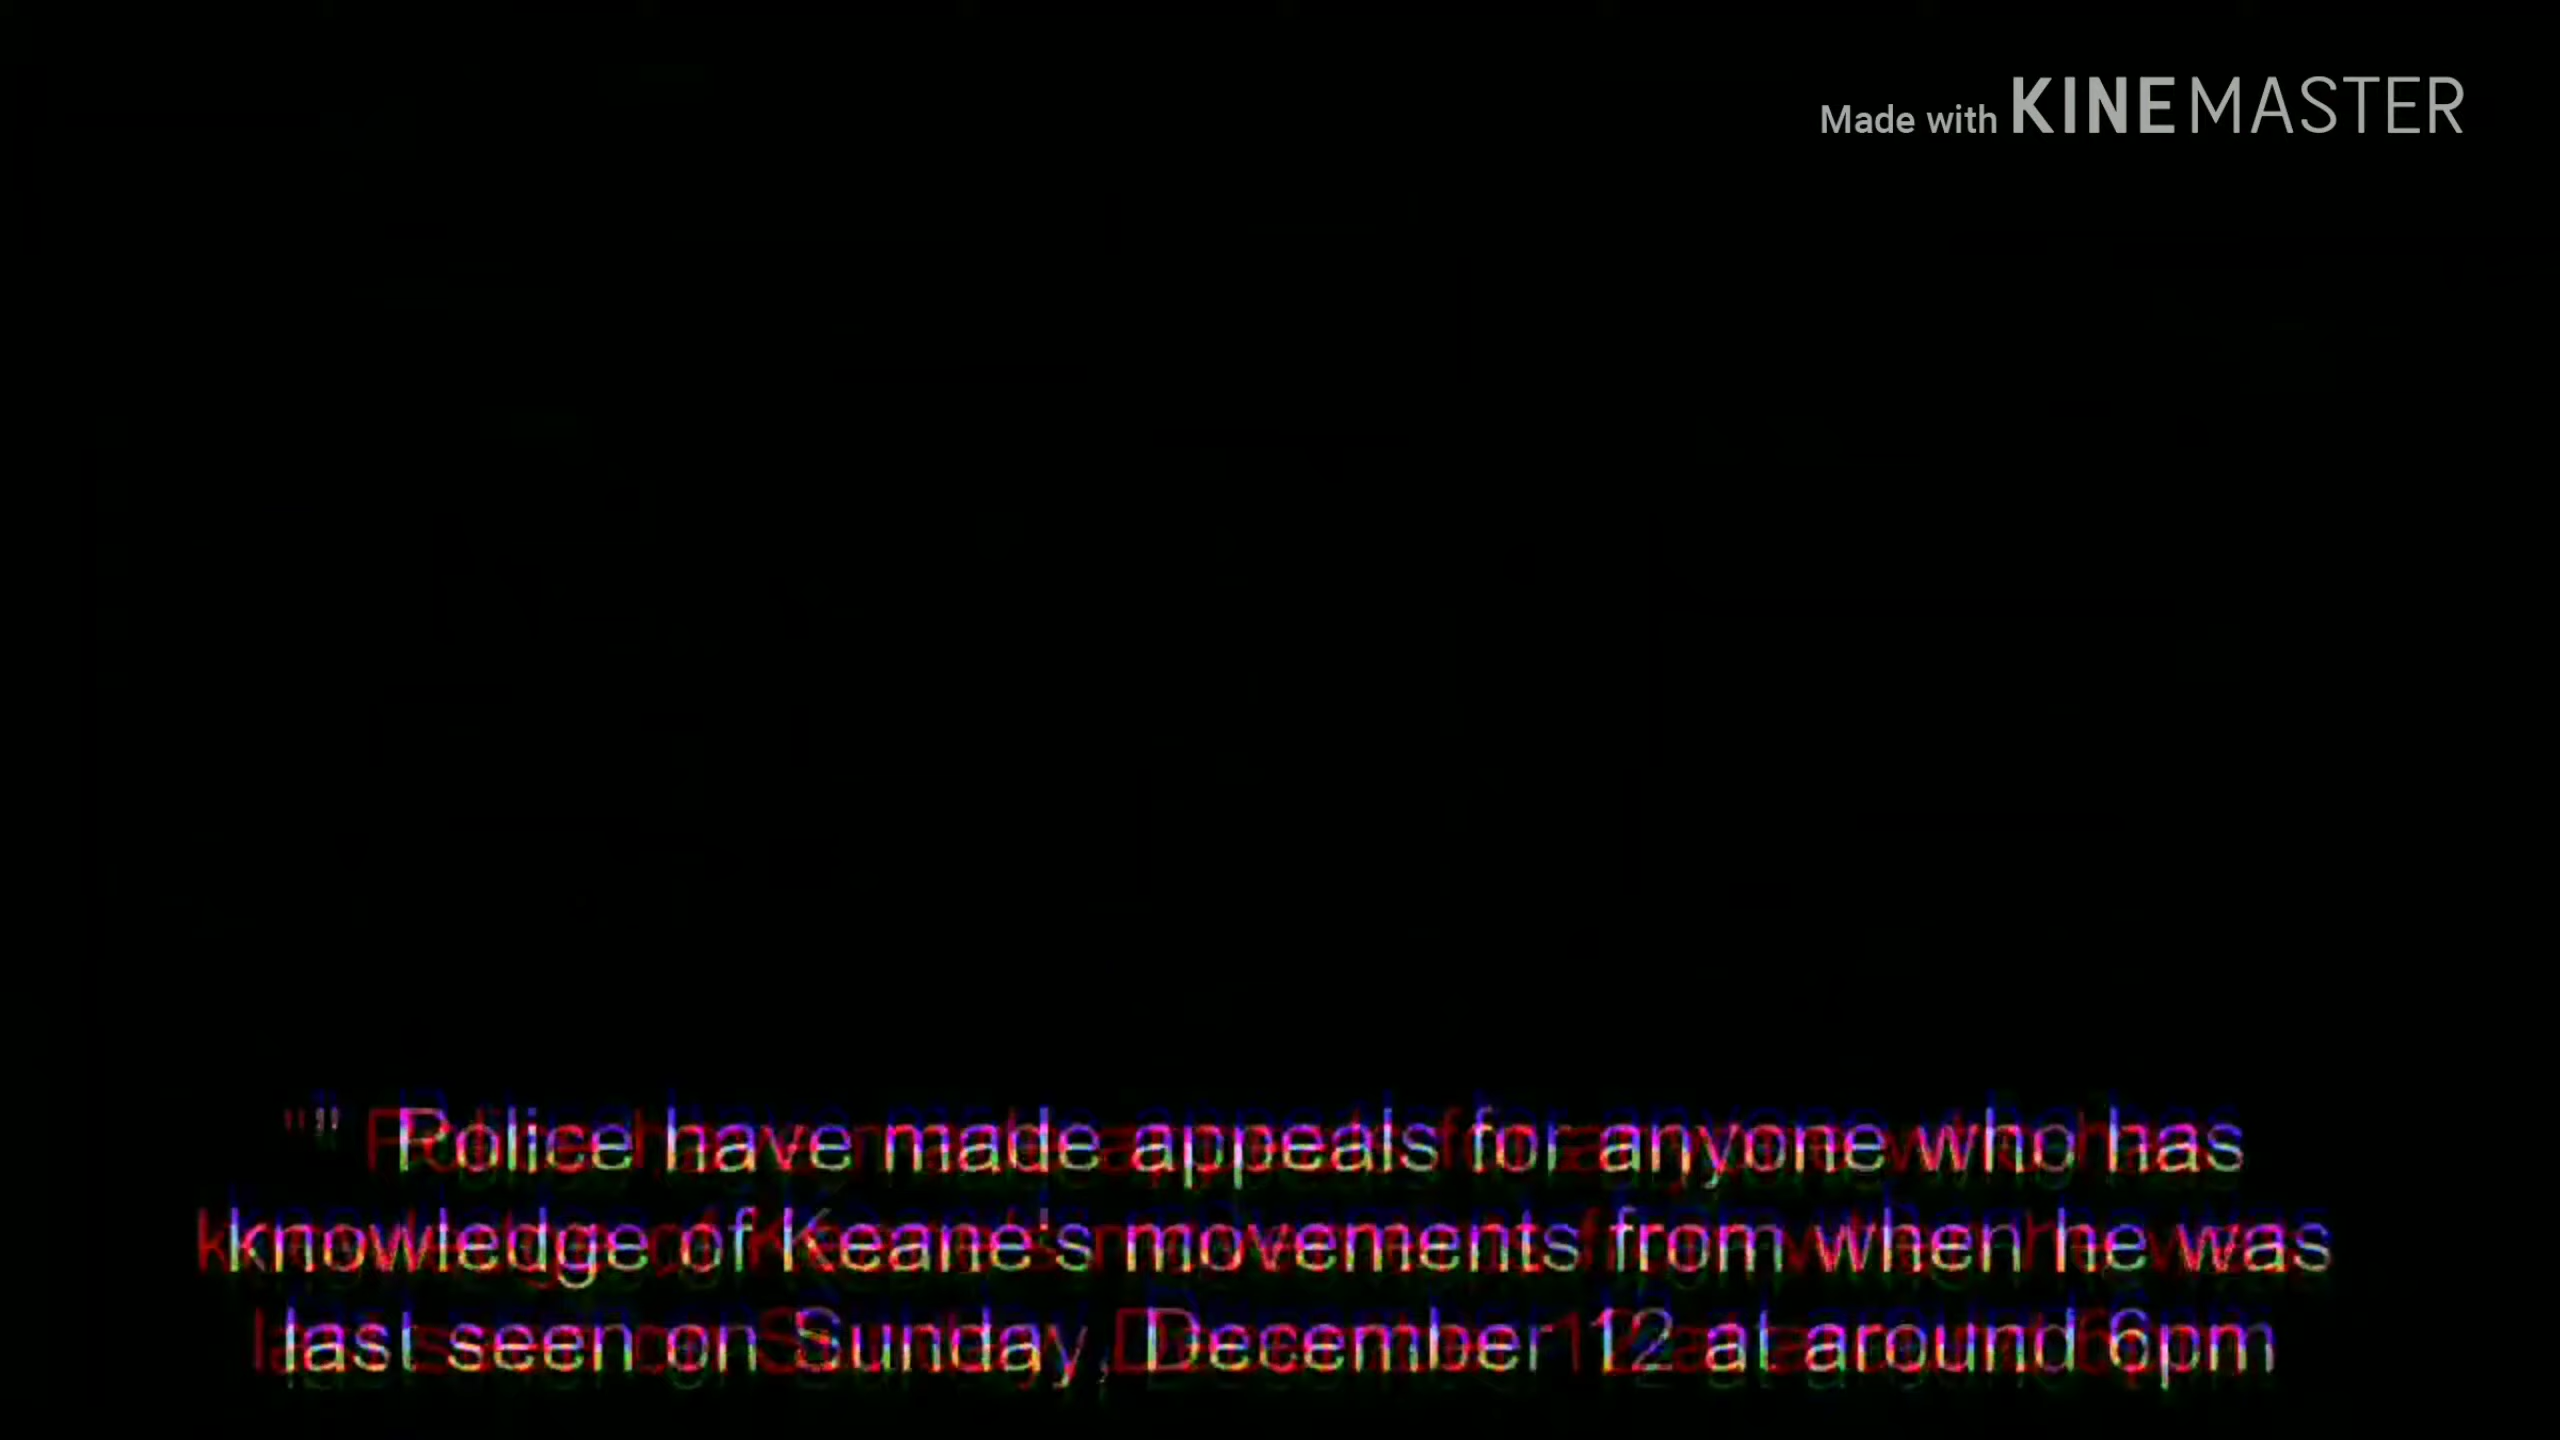 Made with KINEMASTER
" Police have made appeals for anyone who has
knowledge of Keane's movements from when he was
last seen on Sunday, December 12 at around 6pm